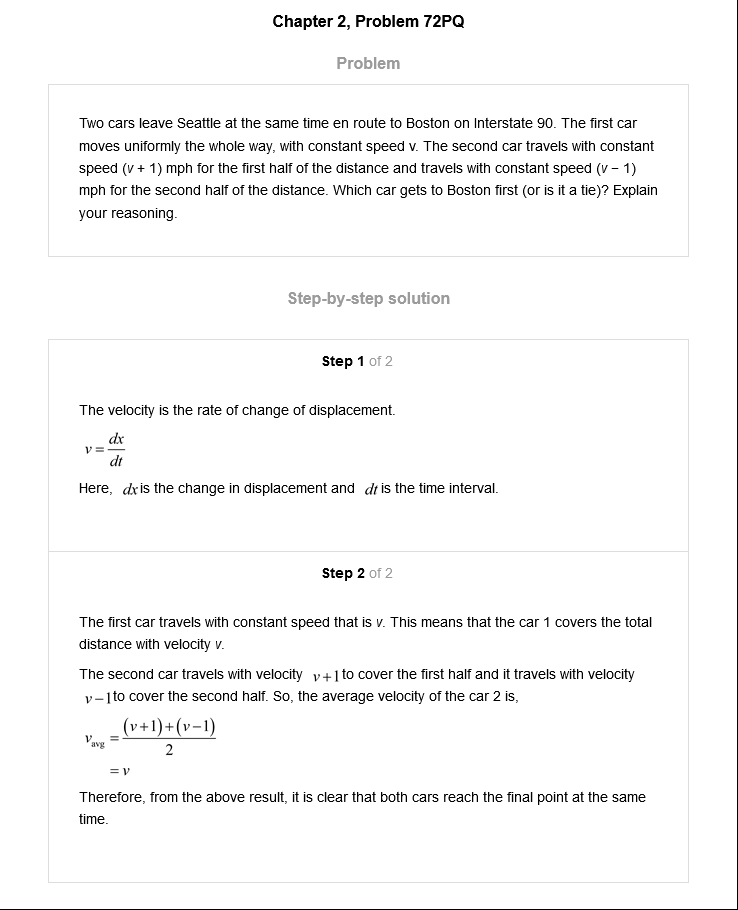 Chapter 2, Problem 72PQ
Problem
Two cars leave Seattle at the same time en route to Boston on Interstate 90. The first car
moves uniformly the whole way, with constant speed v. The second car travels with constant
speed (v + 1) mph for the first half of the distance and travels with constant speed (v − 1)
mph for the second half of the distance. Which car gets to Boston first (or is it a tie)? Explain
your reasoning.
Step-by-step solution
Step 1 of 2
The velocity is the rate of change of displacement.
v = dx/dt
Here, dx is the change in displacement and dt is the time interval.
Step 2 of 2
The first car travels with constant speed that is v. This means that the car 1 covers the total
distance with velocity v.
The second car travels with velocity v+1 to cover the first half and it travels with velocity
v−1 to cover the second half. So, the average velocity of the car 2 is,
v_avg = ((v+1)+(v−1))/2
= v
Therefore, from the above result, it is clear that both cars reach the final point at the same
time.